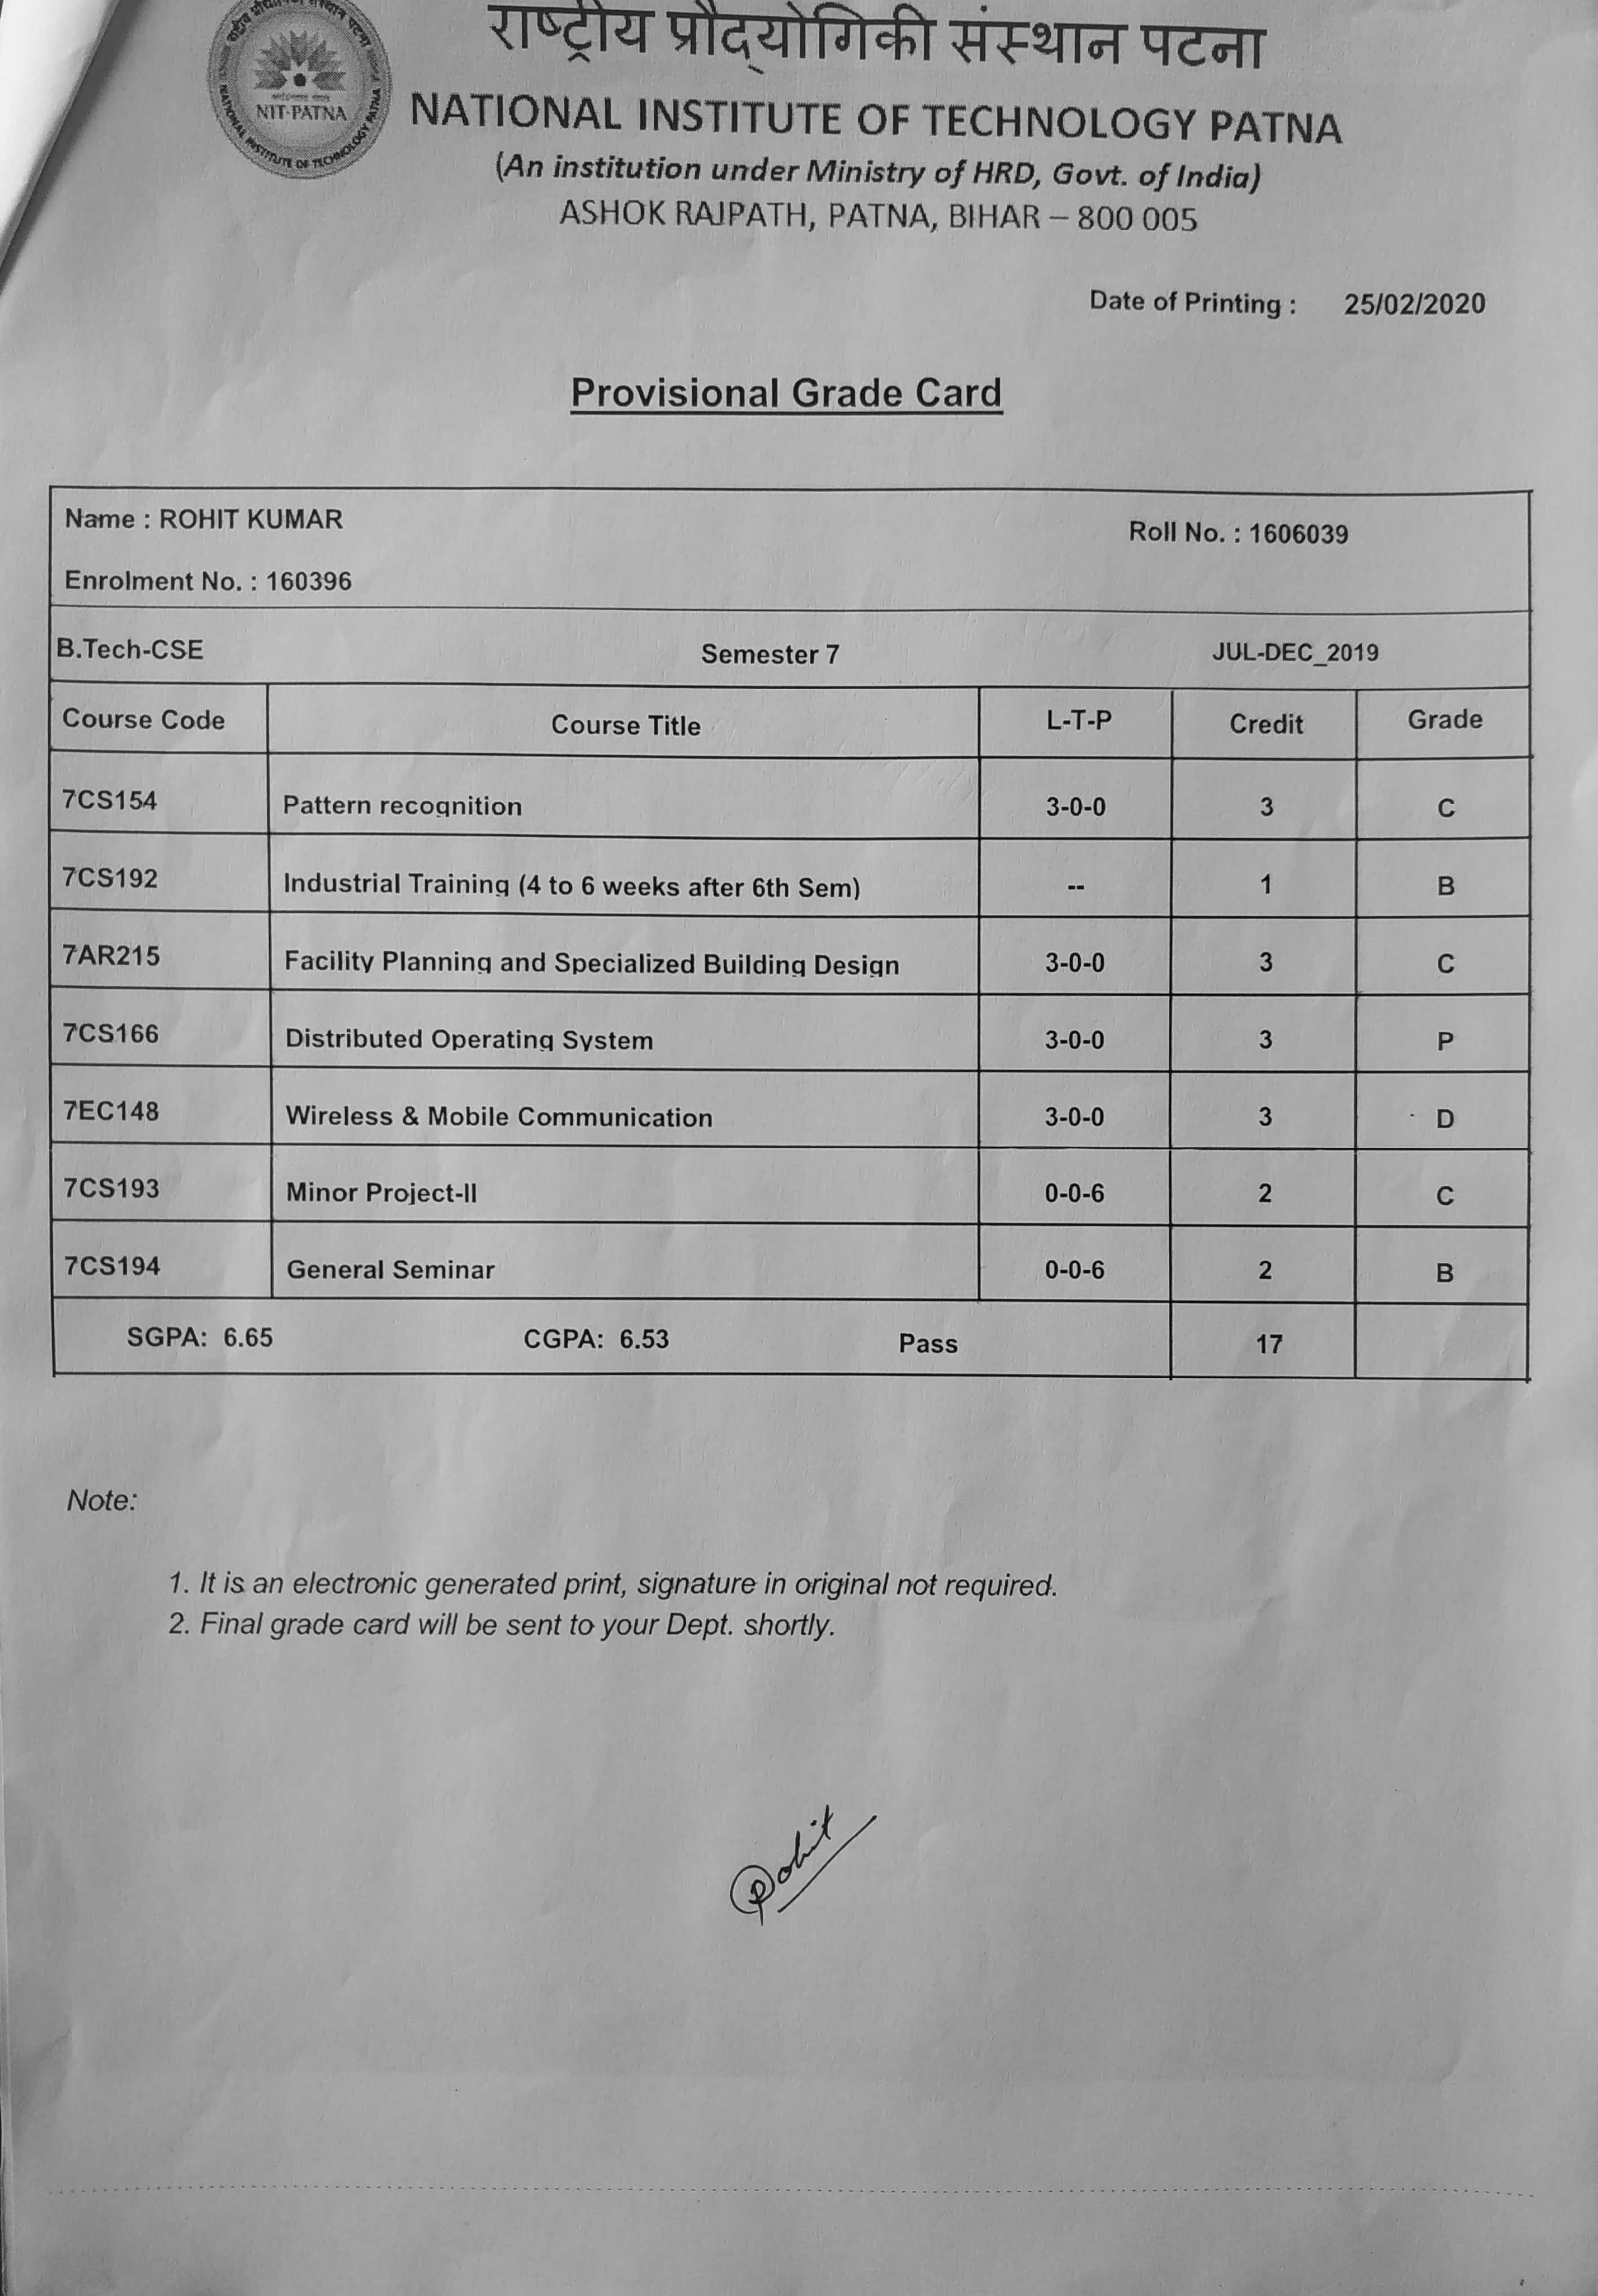 राष्ट्रीय प्रौद्योगिकी संस्थान पटना
NIT-PATNA
NATIONAL INSTITUTE OF TECHNOLOGY PATNA
NATIONAL INSTITUTE OF TECHNOLOGY PATNA
(An institution under Ministry of HRD, Govt. of India)
ASHOK RAJPATH, PATNA, BIHAR – 800 005
Date of Printing : 25/02/2020
Provisional Grade Card
Name : ROHIT KUMAR Roll No. : 1606039
Enrolment No. : 160396
B.Tech-CSE Semester 7 JUL-DEC_2019
Course Code Course Title L-T-P Credit Grade
7CS154 Pattern recognition 3-0-0 3 C
7CS192 Industrial Training (4 to 6 weeks after 6th Sem) -- 1 B
7AR215 Facility Planning and Specialized Building Design 3-0-0 3 C
7CS166 Distributed Operating System 3-0-0 3 P
7EC148 Wireless & Mobile Communication 3-0-0 3 D
7CS193 Minor Project-II 0-0-6 2 C
7CS194 General Seminar 0-0-6 2 B
SGPA: 6.65 CGPA: 6.53 Pass 17
Note:
1. It is an electronic generated print, signature in original not required.
2. Final grade card will be sent to your Dept. shortly.
Rohit